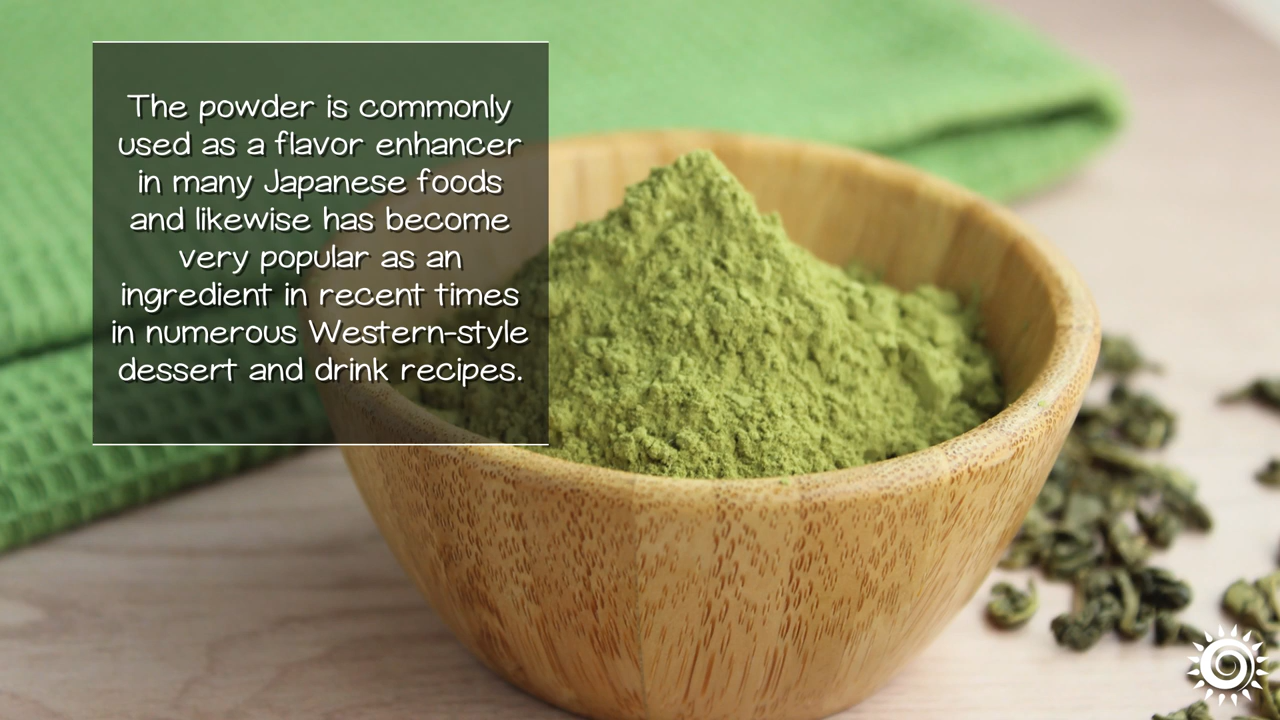 The powder is commonly
used as a flavor enhancer
in many Japanese foods
and likewise has become
very popular as an
ingredient in recent times
in numerous Western-style
dessert and drink recipes.